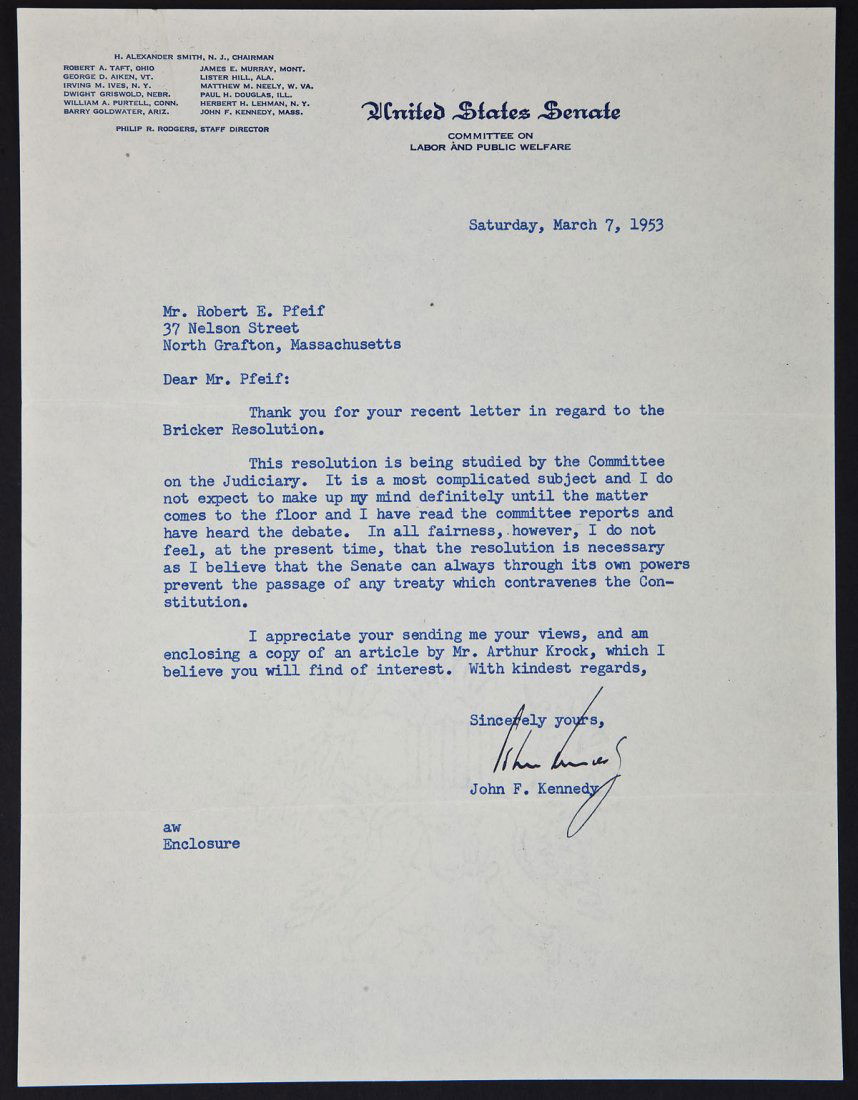 H. ALEXANDER SMITH, N. J., CHAIRMAN
ROBERT A. TAFT, OHIO JAMES E. MURRAY, MONT.
GEORGE D. AIKEN, VT. LISTER HILL, ALA.
IRVING M. IVES, N. Y. MATTHEW M. NEELY, W. VA.
DWIGHT GRISWOLD, NEBR. PAUL H. DOUGLAS, ILL.
WILLIAM A. PURTELL, CONN. HERBERT H. LEHMAN, N. Y.
BARRY GOLDWATER, ARIZ. JOHN F. KENNEDY, MASS.
PHILIP R. RODGERS, STAFF DIRECTOR
United States Senate
COMMITTEE ON
LABOR AND PUBLIC WELFARE
Saturday, March 7, 1953
Mr. Robert E. Pfeif
37 Nelson Street
North Grafton, Massachusetts
Dear Mr. Pfeif:
Thank you for your recent letter in regard to the
Bricker Resolution.
This resolution is being studied by the Committee
on the Judiciary. It is a most complicated subject and I do
not expect to make up my mind definitely until the matter
comes to the floor and I have read the committee reports and
have heard the debate. In all fairness, however, I do not
feel, at the present time, that the resolution is necessary
as I believe that the Senate can always through its own powers
prevent the passage of any treaty which contravenes the Con-
stitution.
I appreciate your sending me your views, and am
enclosing a copy of an article by Mr. Arthur Krock, which I
believe you will find of interest. With kindest regards,
Sincerely yours,
John Kennedy
John F. Kennedy
aw
Enclosure